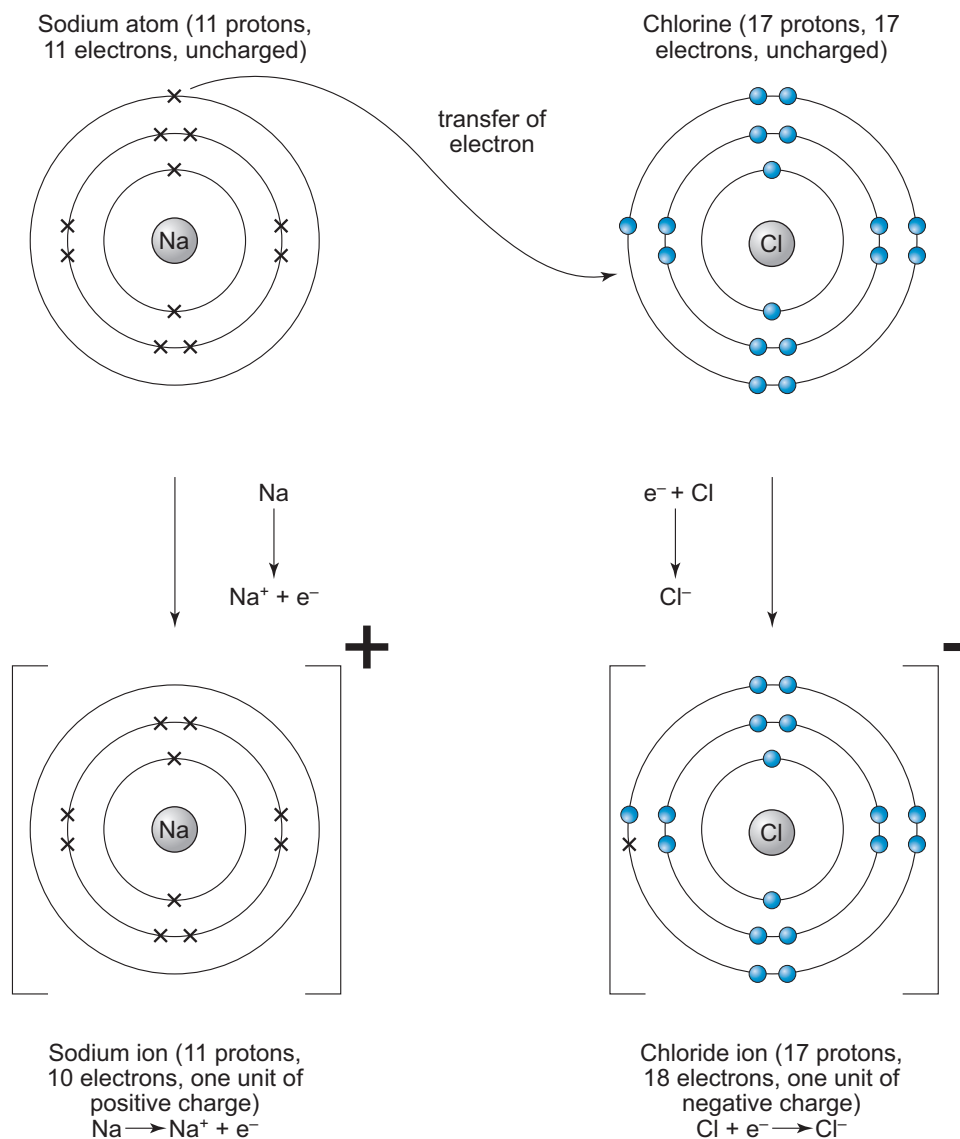 Sodium atom (11 protons,
11 electrons, uncharged)
Chlorine (17 protons, 17
electrons, uncharged)
transfer of
electron
Na
Cl
Na
Na⁺ + e⁻
e⁻ + Cl
Cl⁻
+
–
Na
Cl
Sodium ion (11 protons,
10 electrons, one unit of
positive charge)
Na → Na⁺ + e⁻
Chloride ion (17 protons,
18 electrons, one unit of
negative charge)
Cl + e⁻ → Cl⁻